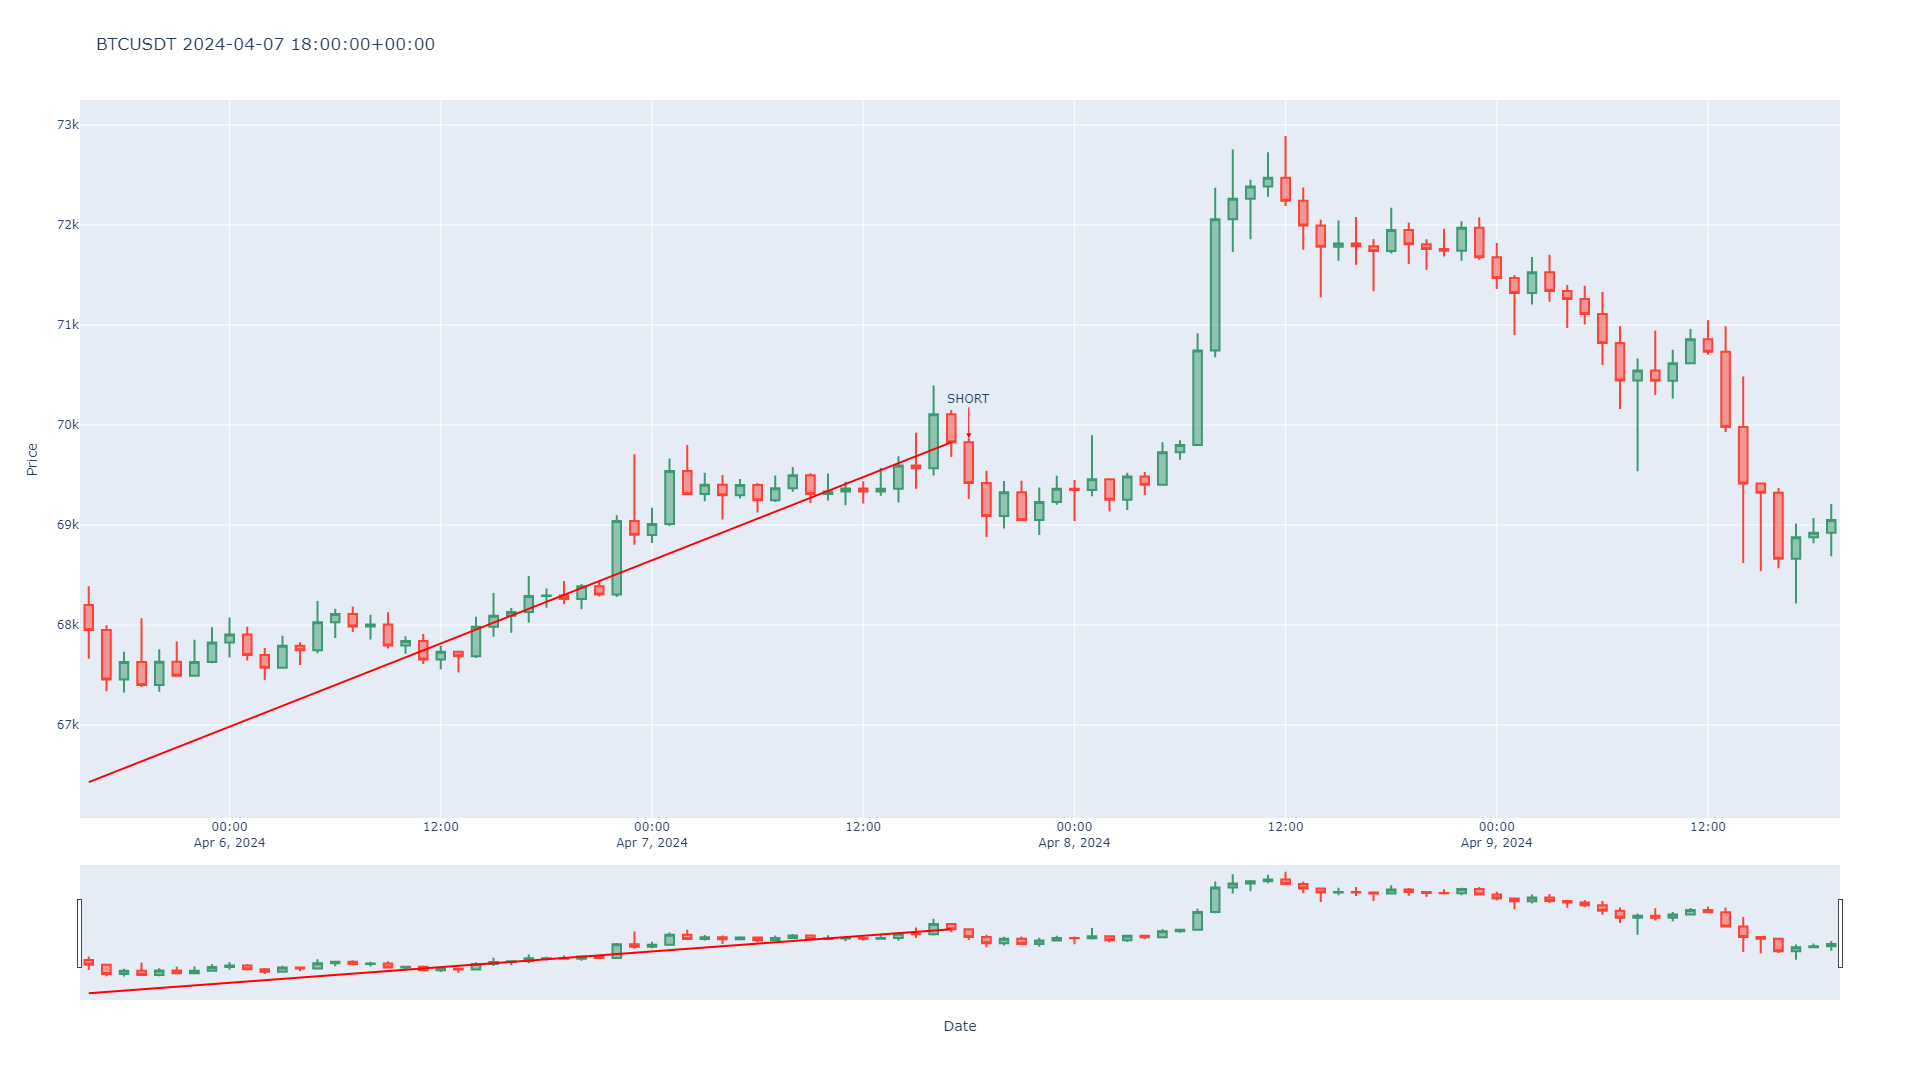 BTCUSDT 2024-04-07 18:00:00+00:00
73k
72k
71k
70k
69k
68k
67k
Price
SHORT
00:00
Apr 6, 2024
12:00
00:00
Apr 7, 2024
12:00
00:00
Apr 8, 2024
12:00
00:00
Apr 9, 2024
12:00
Date